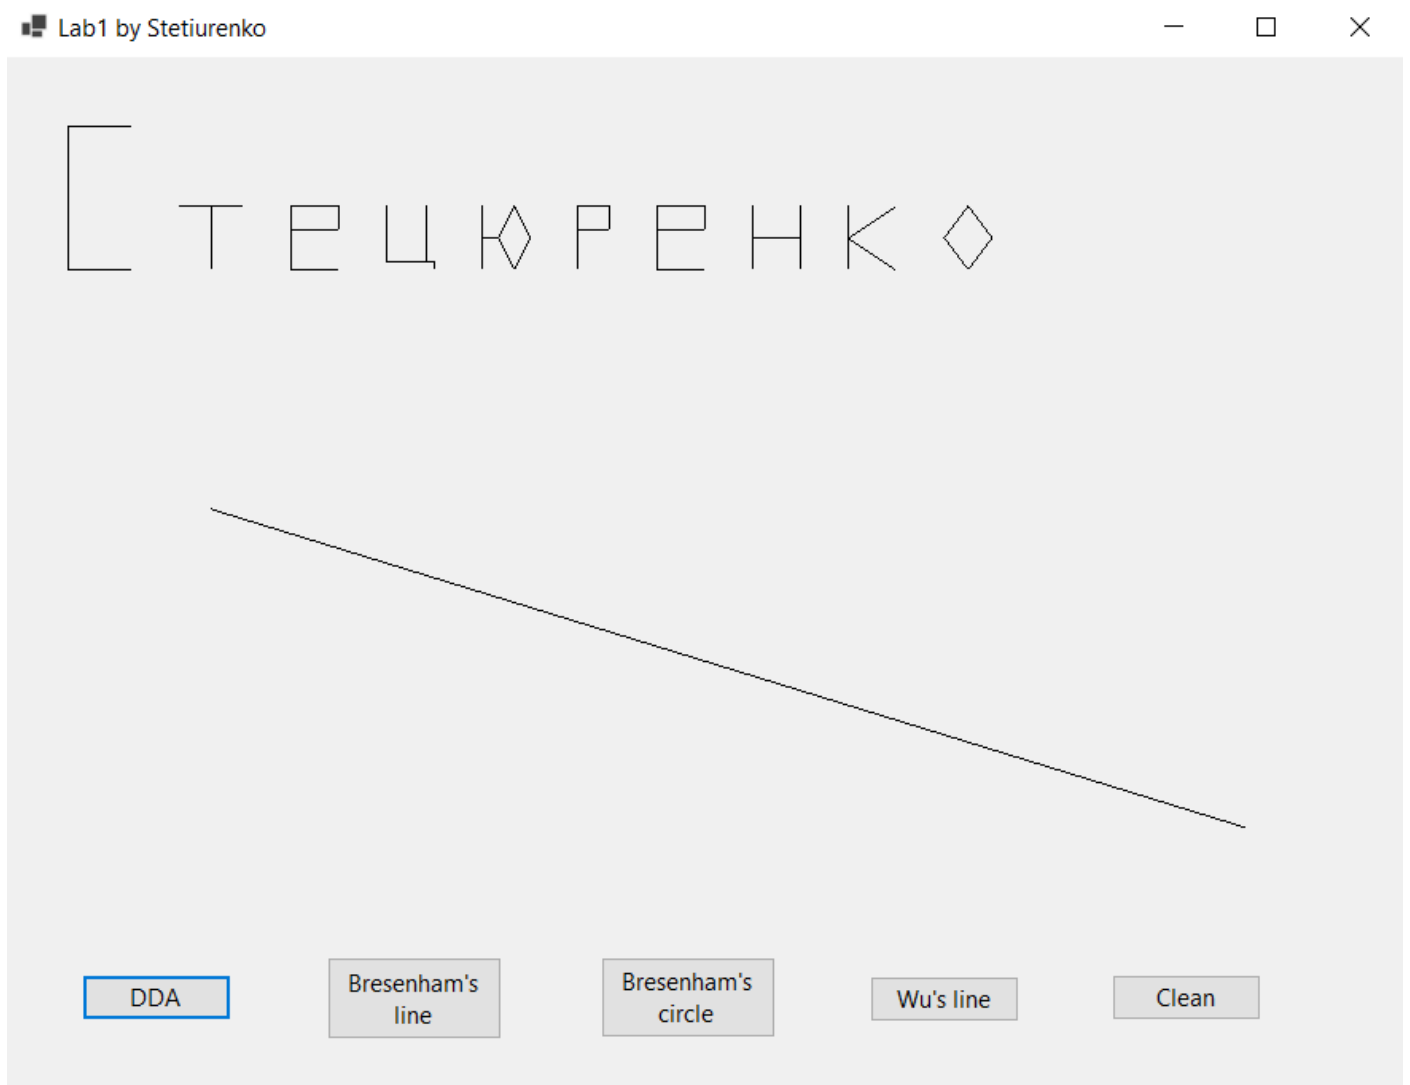 Lab1 by Stetiurenko
Стецюренко
DDA
Bresenham's
line
Bresenham's
circle
Wu's line
Clean